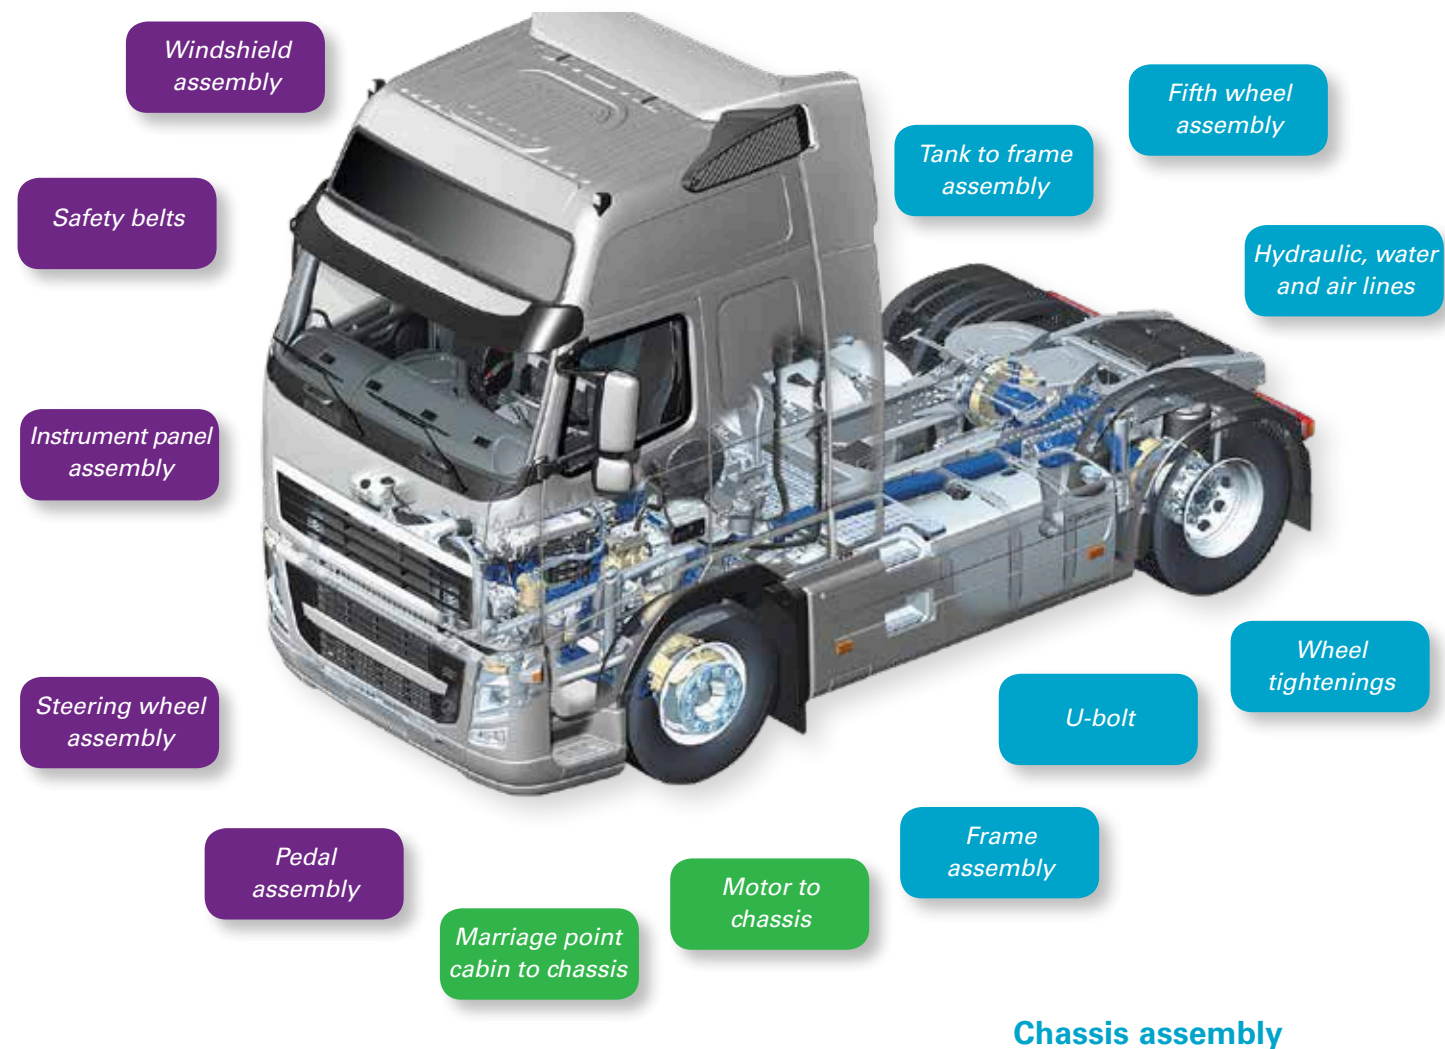 Windshield
assembly
Fifth wheel
assembly
Tank to frame
assembly
Safety belts
Hydraulic, water
and air lines
Instrument panel
assembly
Wheel
tightenings
Steering wheel
assembly
U-bolt
Pedal
assembly
Frame
assembly
Motor to
chassis
Marriage point
cabin to chassis
Chassis assembly